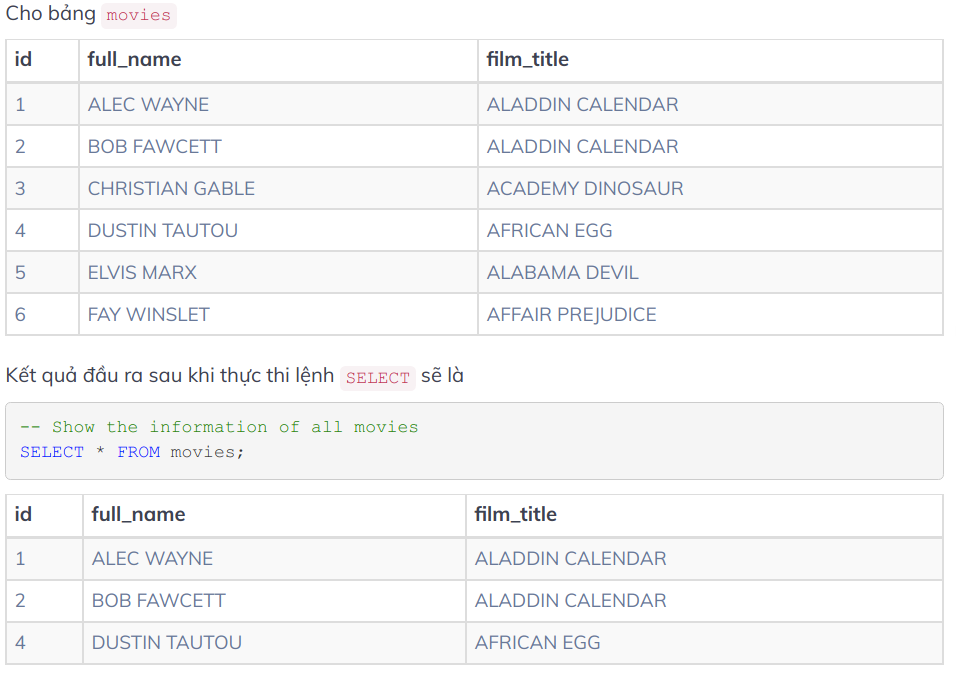 Cho bảng movies
id full_name film_title
1 ALEC WAYNE ALADDIN CALENDAR
2 BOB FAWCETT ALADDIN CALENDAR
3 CHRISTIAN GABLE ACADEMY DINOSAUR
4 DUSTIN TAUTOU AFRICAN EGG
5 ELVIS MARX ALABAMA DEVIL
6 FAY WINSLET AFFAIR PREJUDICE
Kết quả đầu ra sau khi thực thi lệnh SELECT sẽ là
-- Show the information of all movies
SELECT * FROM movies;
id full_name film_title
1 ALEC WAYNE ALADDIN CALENDAR
2 BOB FAWCETT ALADDIN CALENDAR
4 DUSTIN TAUTOU AFRICAN EGG